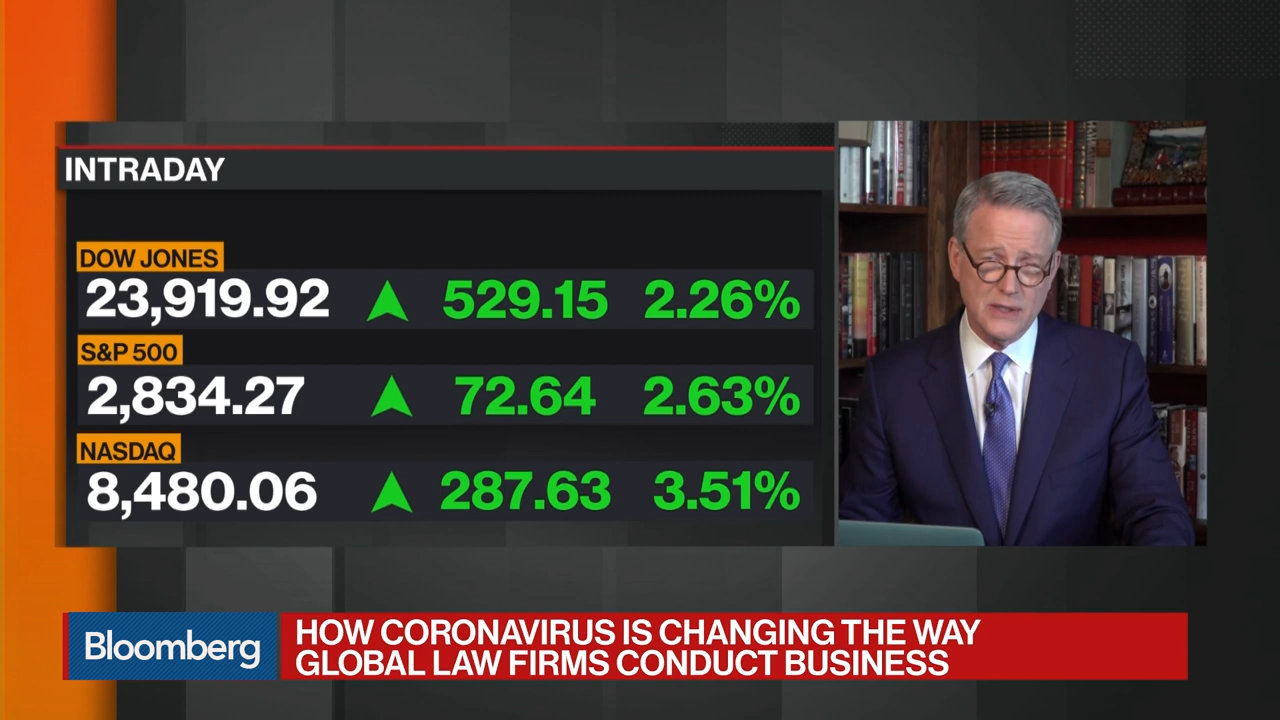 INTRADAY
DOW JONES
23,919.92 ▲ 529.15 2.26%
S&P 500
2,834.27 ▲ 72.64 2.63%
NASDAQ
8,480.06 ▲ 287.63 3.51%
Bloomberg
HOW CORONAVIRUS IS CHANGING THE WAY
GLOBAL LAW FIRMS CONDUCT BUSINESS